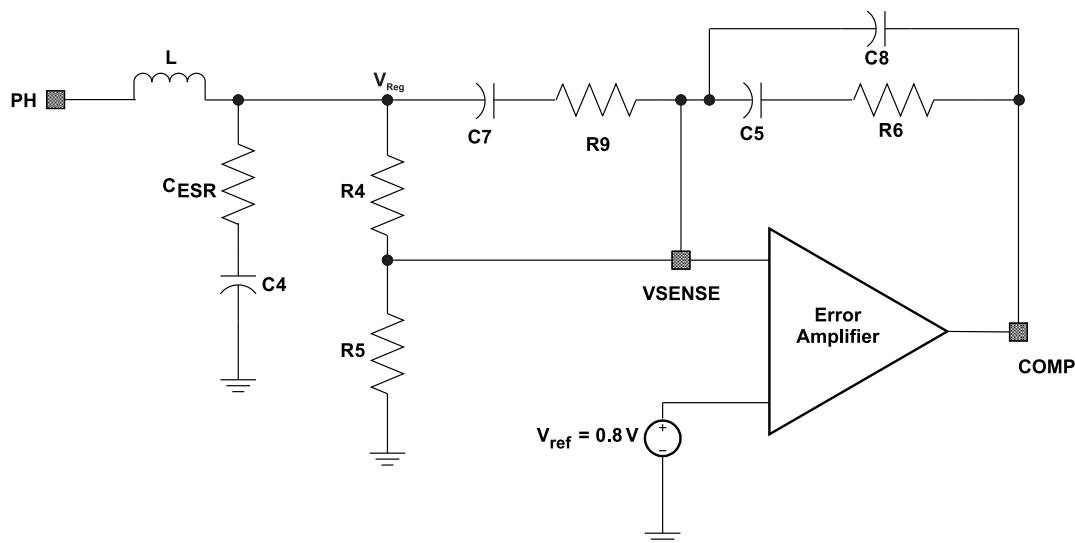 C8
L
PH
VReg
C7
R9
C5
R6
CESR
R4
C4
VSENSE
Error
Amplifier
R5
COMP
Vref = 0.8 V
+
−